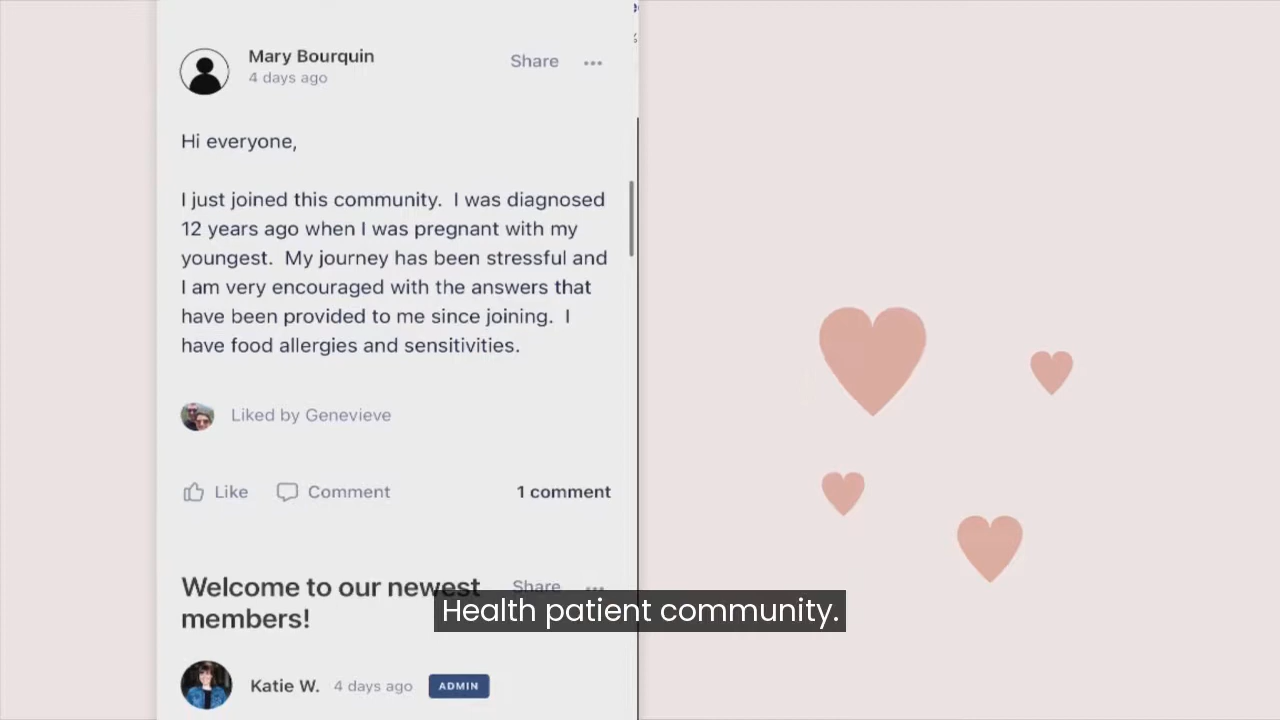 Mary Bourquin
Share
4 days ago
Hi everyone,
I just joined this community. I was diagnosed
12 years ago when I was pregnant with my
youngest. My journey has been stressful and
I am very encouraged with the answers that
have been provided to me since joining. I
have food allergies and sensitivities.
Liked by Genevieve
Like
Comment
1 comment
Welcome to our newest
members!
Share
Health patient community.
Katie W.
4 days ago
ADMIN